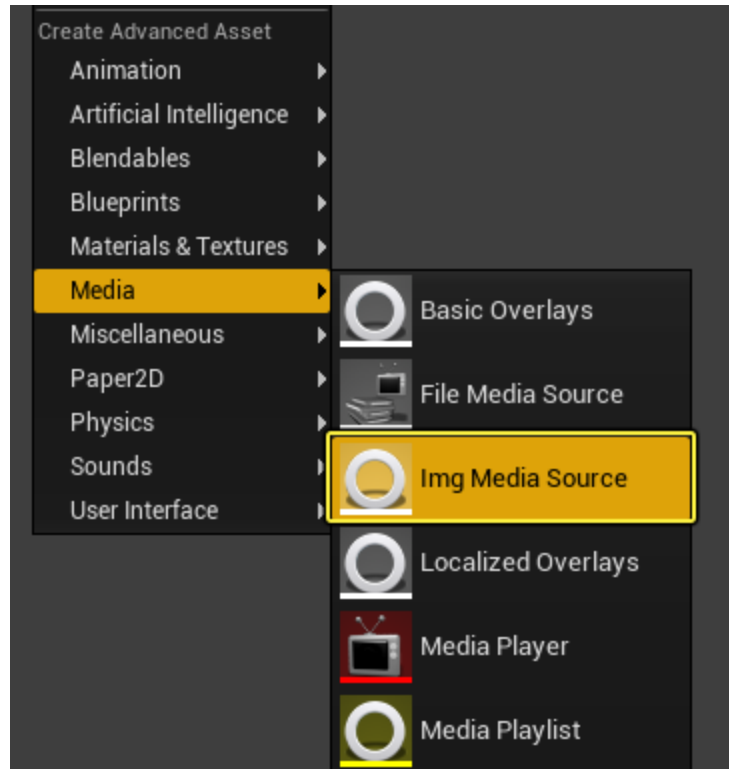 Create Advanced Asset
Animation
Artificial Intelligence
Blendables
Blueprints
Materials & Textures
Media
Miscellaneous
Paper2D
Physics
Sounds
User Interface
Basic Overlays
File Media Source
Img Media Source
Localized Overlays
Media Player
Media Playlist